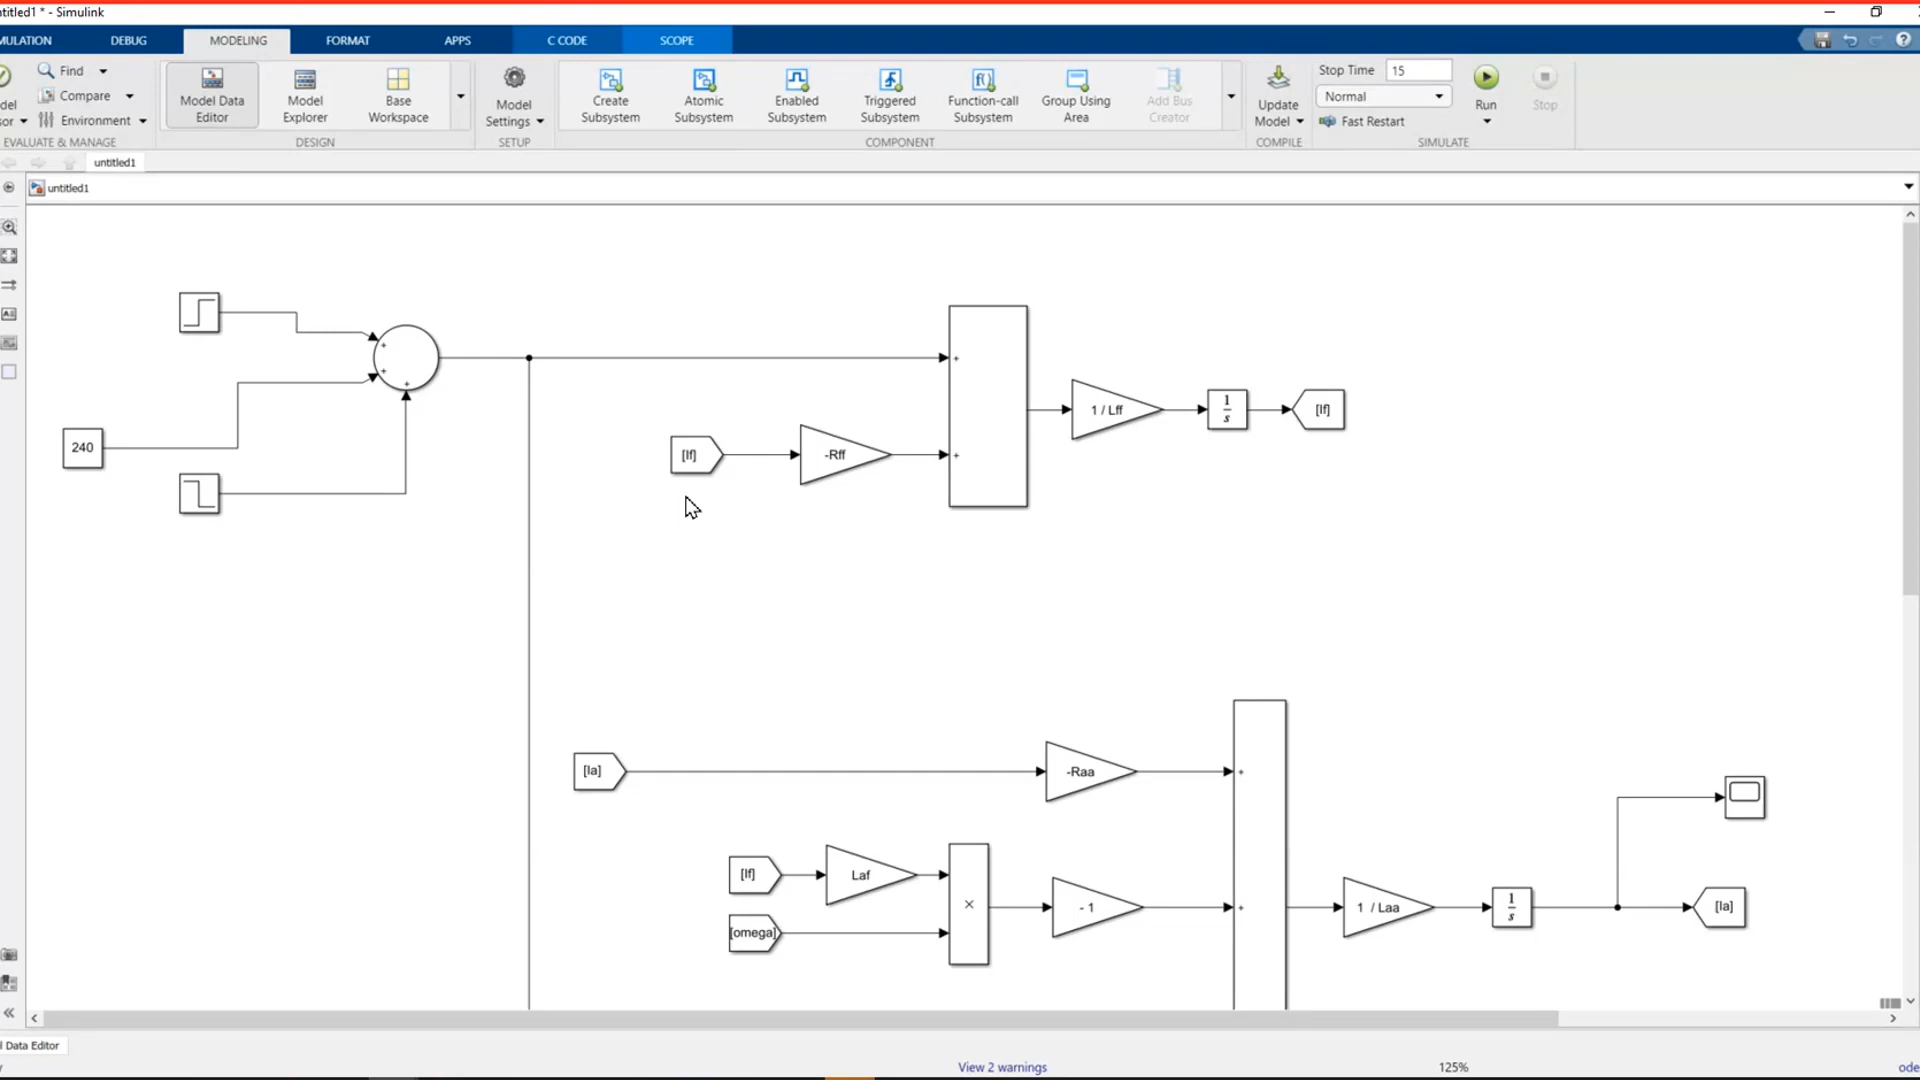 ntitled1 * - Simulink
MULATION DEBUG MODELING FORMAT APPS C CODE SCOPE
Find
Compare
Environment
EVALUATE & MANAGE
Model Data Editor
Model Explorer
Base Workspace
DESIGN
Model Settings
SETUP
Create Subsystem
Atomic Subsystem
Enabled Subsystem
Triggered Subsystem
Function-call Subsystem
Group Using Area
Add Bus Creator
COMPONENT
Update Model
COMPILE
Stop Time 15
Normal
Fast Restart
Run
Stop
SIMULATE
untitled1
untitled1
240
[If]
-Rff
1 / Lff
1
s
[If]
[Ia]
-Raa
[If]
Laf
[omega]
×
- 1
1 / Laa
1
s
[Ia]
l Data Editor
View 2 warnings
125%
ode